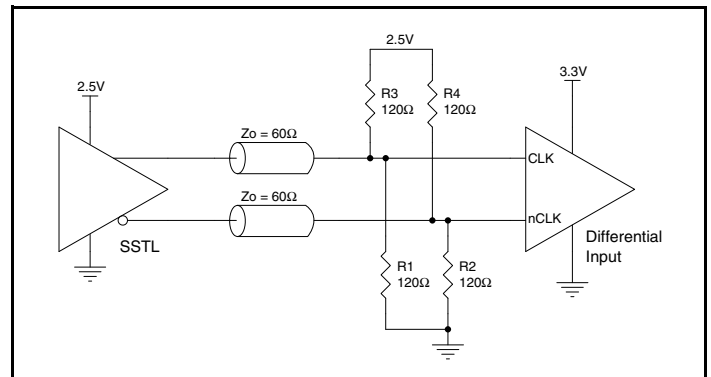 2.5V
3.3V
2.5V
R3
120Ω
R4
120Ω
Zo = 60Ω
CLK
Zo = 60Ω
nCLK
SSTL
Differential
Input
R1
120Ω
R2
120Ω